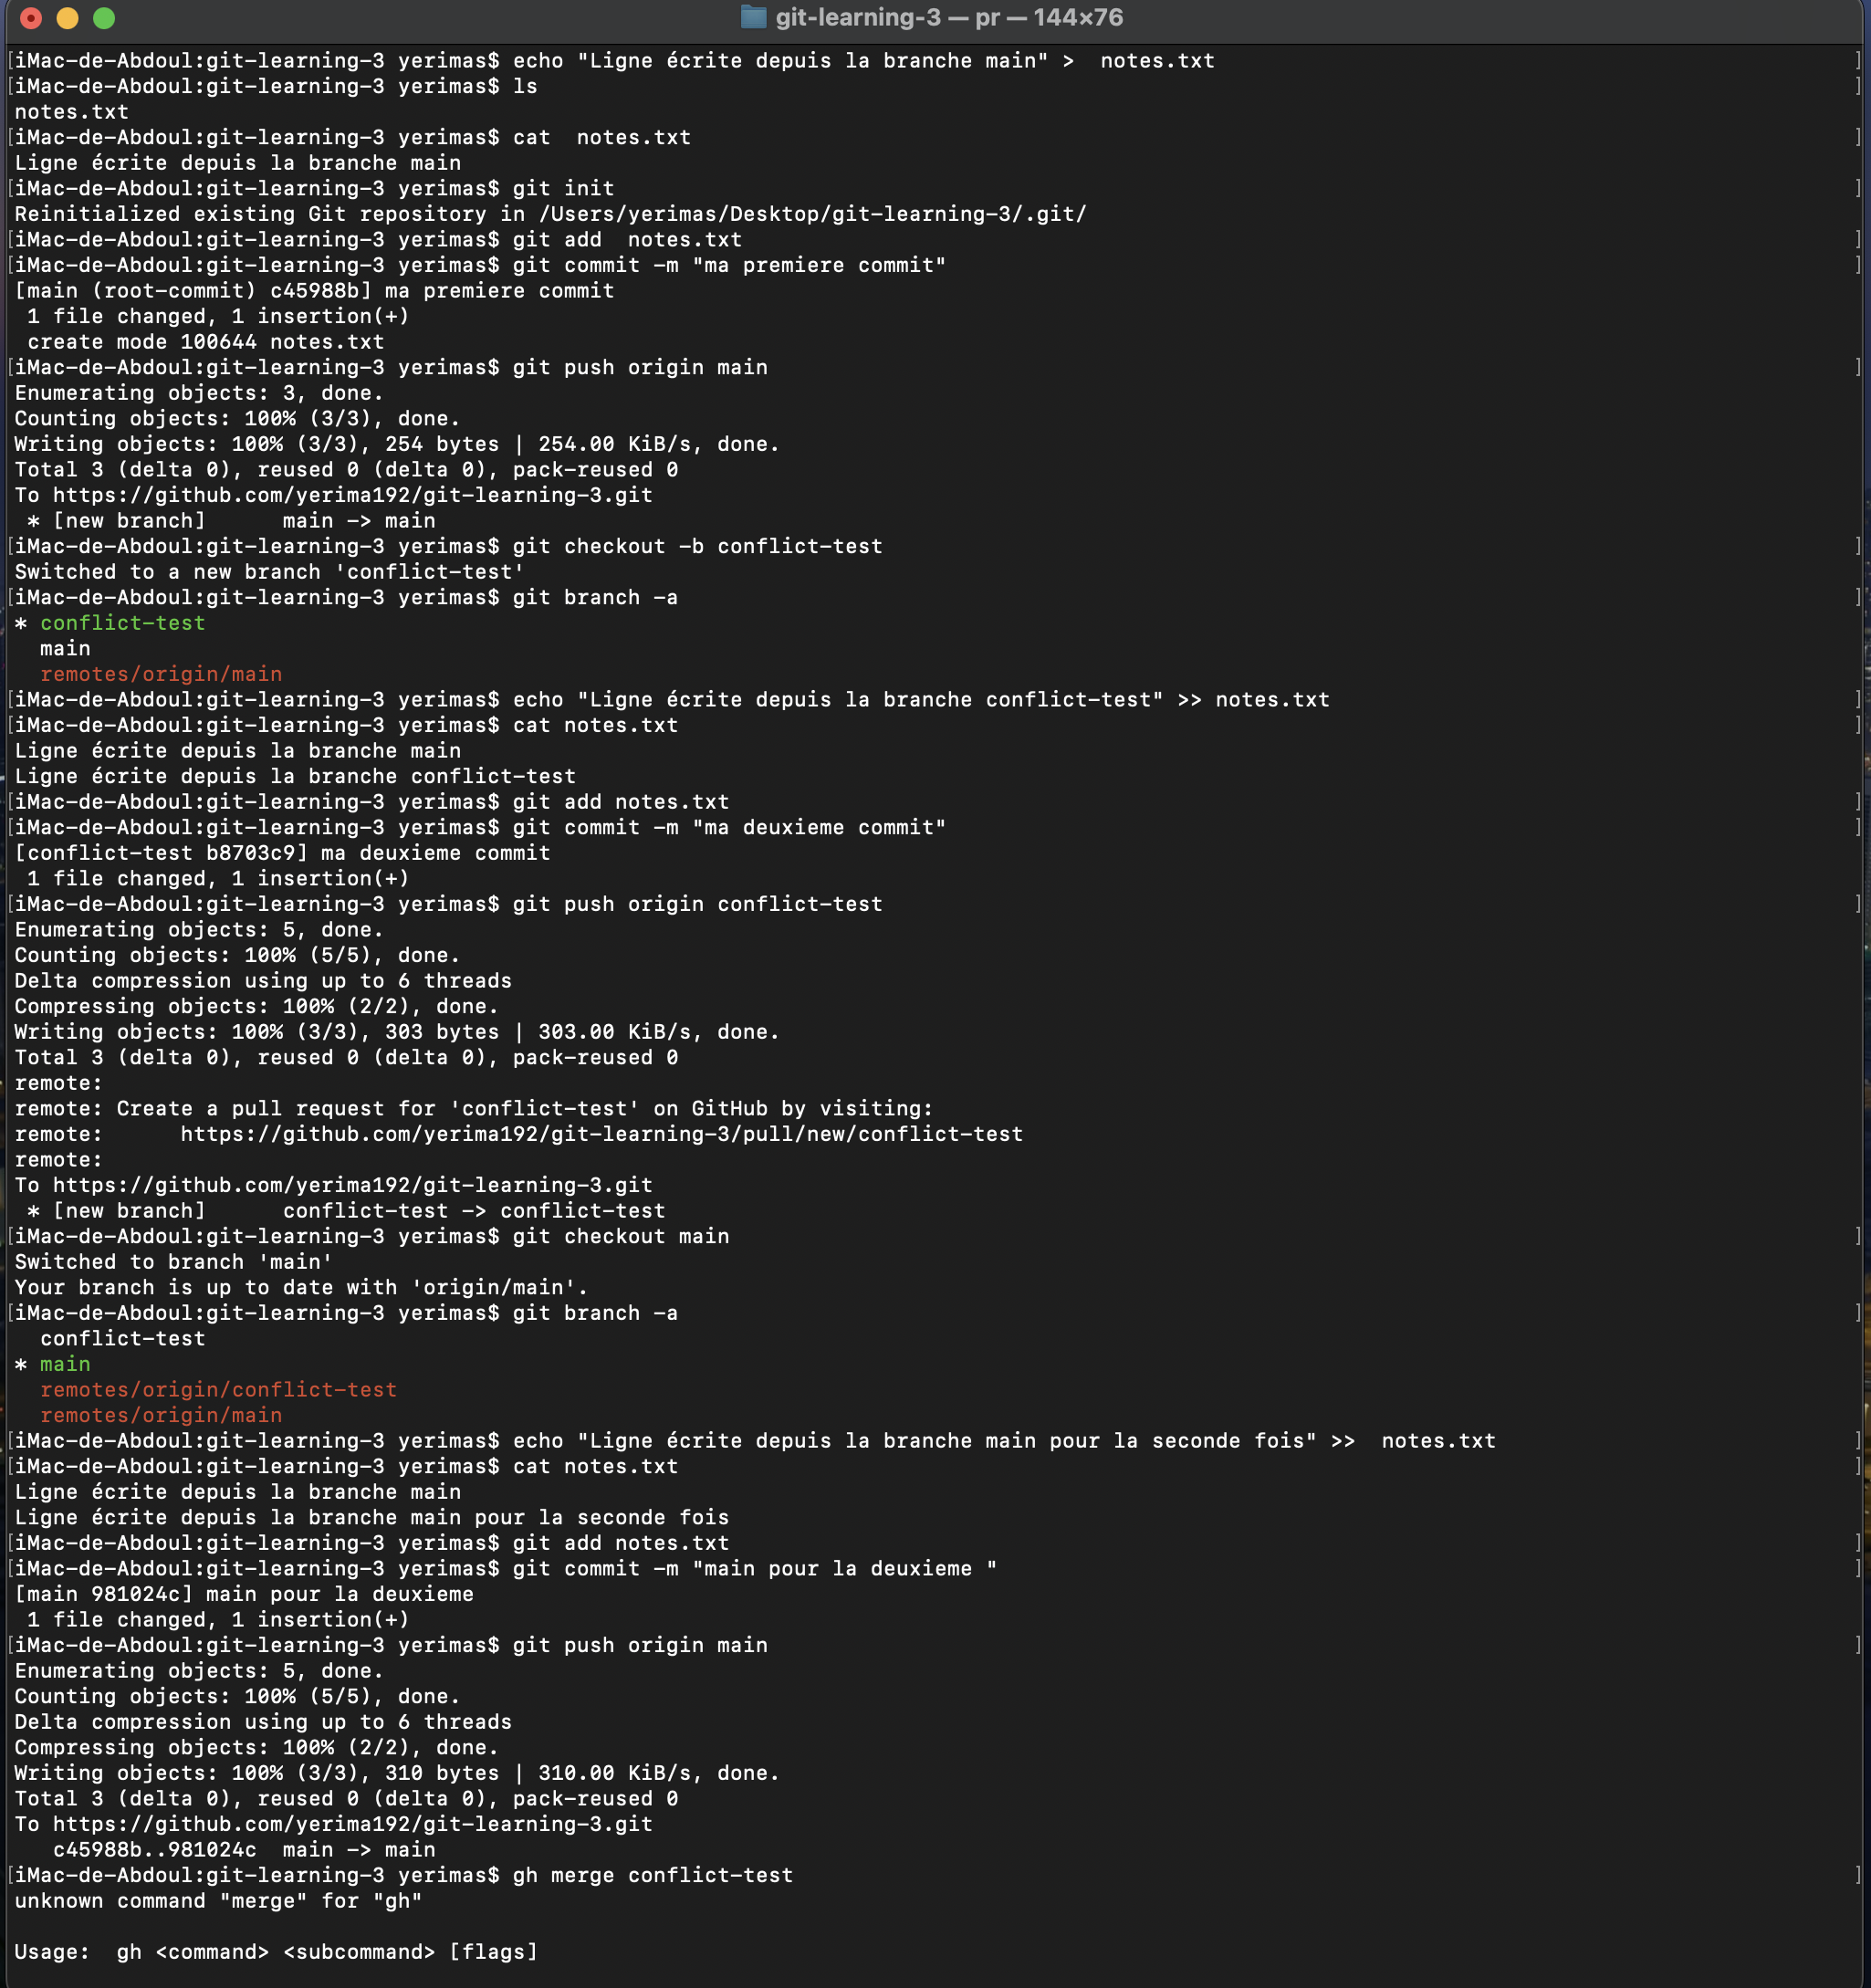 git-learning-3 — pr — 144×76
[iMac-de-Abdoul:git-learning-3 yerimas$ echo "Ligne écrite depuis la branche main" >  notes.txt ]
[iMac-de-Abdoul:git-learning-3 yerimas$ ls ]
notes.txt
[iMac-de-Abdoul:git-learning-3 yerimas$ cat  notes.txt ]
Ligne écrite depuis la branche main
[iMac-de-Abdoul:git-learning-3 yerimas$ git init ]
Reinitialized existing Git repository in /Users/yerimas/Desktop/git-learning-3/.git/
[iMac-de-Abdoul:git-learning-3 yerimas$ git add  notes.txt ]
[iMac-de-Abdoul:git-learning-3 yerimas$ git commit -m "ma premiere commit" ]
[main (root-commit) c45988b] ma premiere commit
 1 file changed, 1 insertion(+)
 create mode 100644 notes.txt
[iMac-de-Abdoul:git-learning-3 yerimas$ git push origin main ]
Enumerating objects: 3, done.
Counting objects: 100% (3/3), done.
Writing objects: 100% (3/3), 254 bytes | 254.00 KiB/s, done.
Total 3 (delta 0), reused 0 (delta 0), pack-reused 0
To https://github.com/yerima192/git-learning-3.git
 * [new branch]      main -> main
[iMac-de-Abdoul:git-learning-3 yerimas$ git checkout -b conflict-test ]
Switched to a new branch 'conflict-test'
[iMac-de-Abdoul:git-learning-3 yerimas$ git branch -a ]
* conflict-test
  main
  remotes/origin/main
[iMac-de-Abdoul:git-learning-3 yerimas$ echo "Ligne écrite depuis la branche conflict-test" >> notes.txt ]
[iMac-de-Abdoul:git-learning-3 yerimas$ cat notes.txt ]
Ligne écrite depuis la branche main
Ligne écrite depuis la branche conflict-test
[iMac-de-Abdoul:git-learning-3 yerimas$ git add notes.txt ]
[iMac-de-Abdoul:git-learning-3 yerimas$ git commit -m "ma deuxieme commit" ]
[conflict-test b8703c9] ma deuxieme commit
 1 file changed, 1 insertion(+)
[iMac-de-Abdoul:git-learning-3 yerimas$ git push origin conflict-test ]
Enumerating objects: 5, done.
Counting objects: 100% (5/5), done.
Delta compression using up to 6 threads
Compressing objects: 100% (2/2), done.
Writing objects: 100% (3/3), 303 bytes | 303.00 KiB/s, done.
Total 3 (delta 0), reused 0 (delta 0), pack-reused 0
remote:
remote: Create a pull request for 'conflict-test' on GitHub by visiting:
remote:      https://github.com/yerima192/git-learning-3/pull/new/conflict-test
remote:
To https://github.com/yerima192/git-learning-3.git
 * [new branch]      conflict-test -> conflict-test
[iMac-de-Abdoul:git-learning-3 yerimas$ git checkout main ]
Switched to branch 'main'
Your branch is up to date with 'origin/main'.
[iMac-de-Abdoul:git-learning-3 yerimas$ git branch -a ]
  conflict-test
* main
  remotes/origin/conflict-test
  remotes/origin/main
[iMac-de-Abdoul:git-learning-3 yerimas$ echo "Ligne écrite depuis la branche main pour la seconde fois" >>  notes.txt ]
[iMac-de-Abdoul:git-learning-3 yerimas$ cat notes.txt ]
Ligne écrite depuis la branche main
Ligne écrite depuis la branche main pour la seconde fois
[iMac-de-Abdoul:git-learning-3 yerimas$ git add notes.txt ]
[iMac-de-Abdoul:git-learning-3 yerimas$ git commit -m "main pour la deuxieme " ]
[main 981024c] main pour la deuxieme
 1 file changed, 1 insertion(+)
[iMac-de-Abdoul:git-learning-3 yerimas$ git push origin main ]
Enumerating objects: 5, done.
Counting objects: 100% (5/5), done.
Delta compression using up to 6 threads
Compressing objects: 100% (2/2), done.
Writing objects: 100% (3/3), 310 bytes | 310.00 KiB/s, done.
Total 3 (delta 0), reused 0 (delta 0), pack-reused 0
To https://github.com/yerima192/git-learning-3.git
   c45988b..981024c  main -> main
[iMac-de-Abdoul:git-learning-3 yerimas$ gh merge conflict-test ]
unknown command "merge" for "gh"
Usage:  gh <command> <subcommand> [flags]